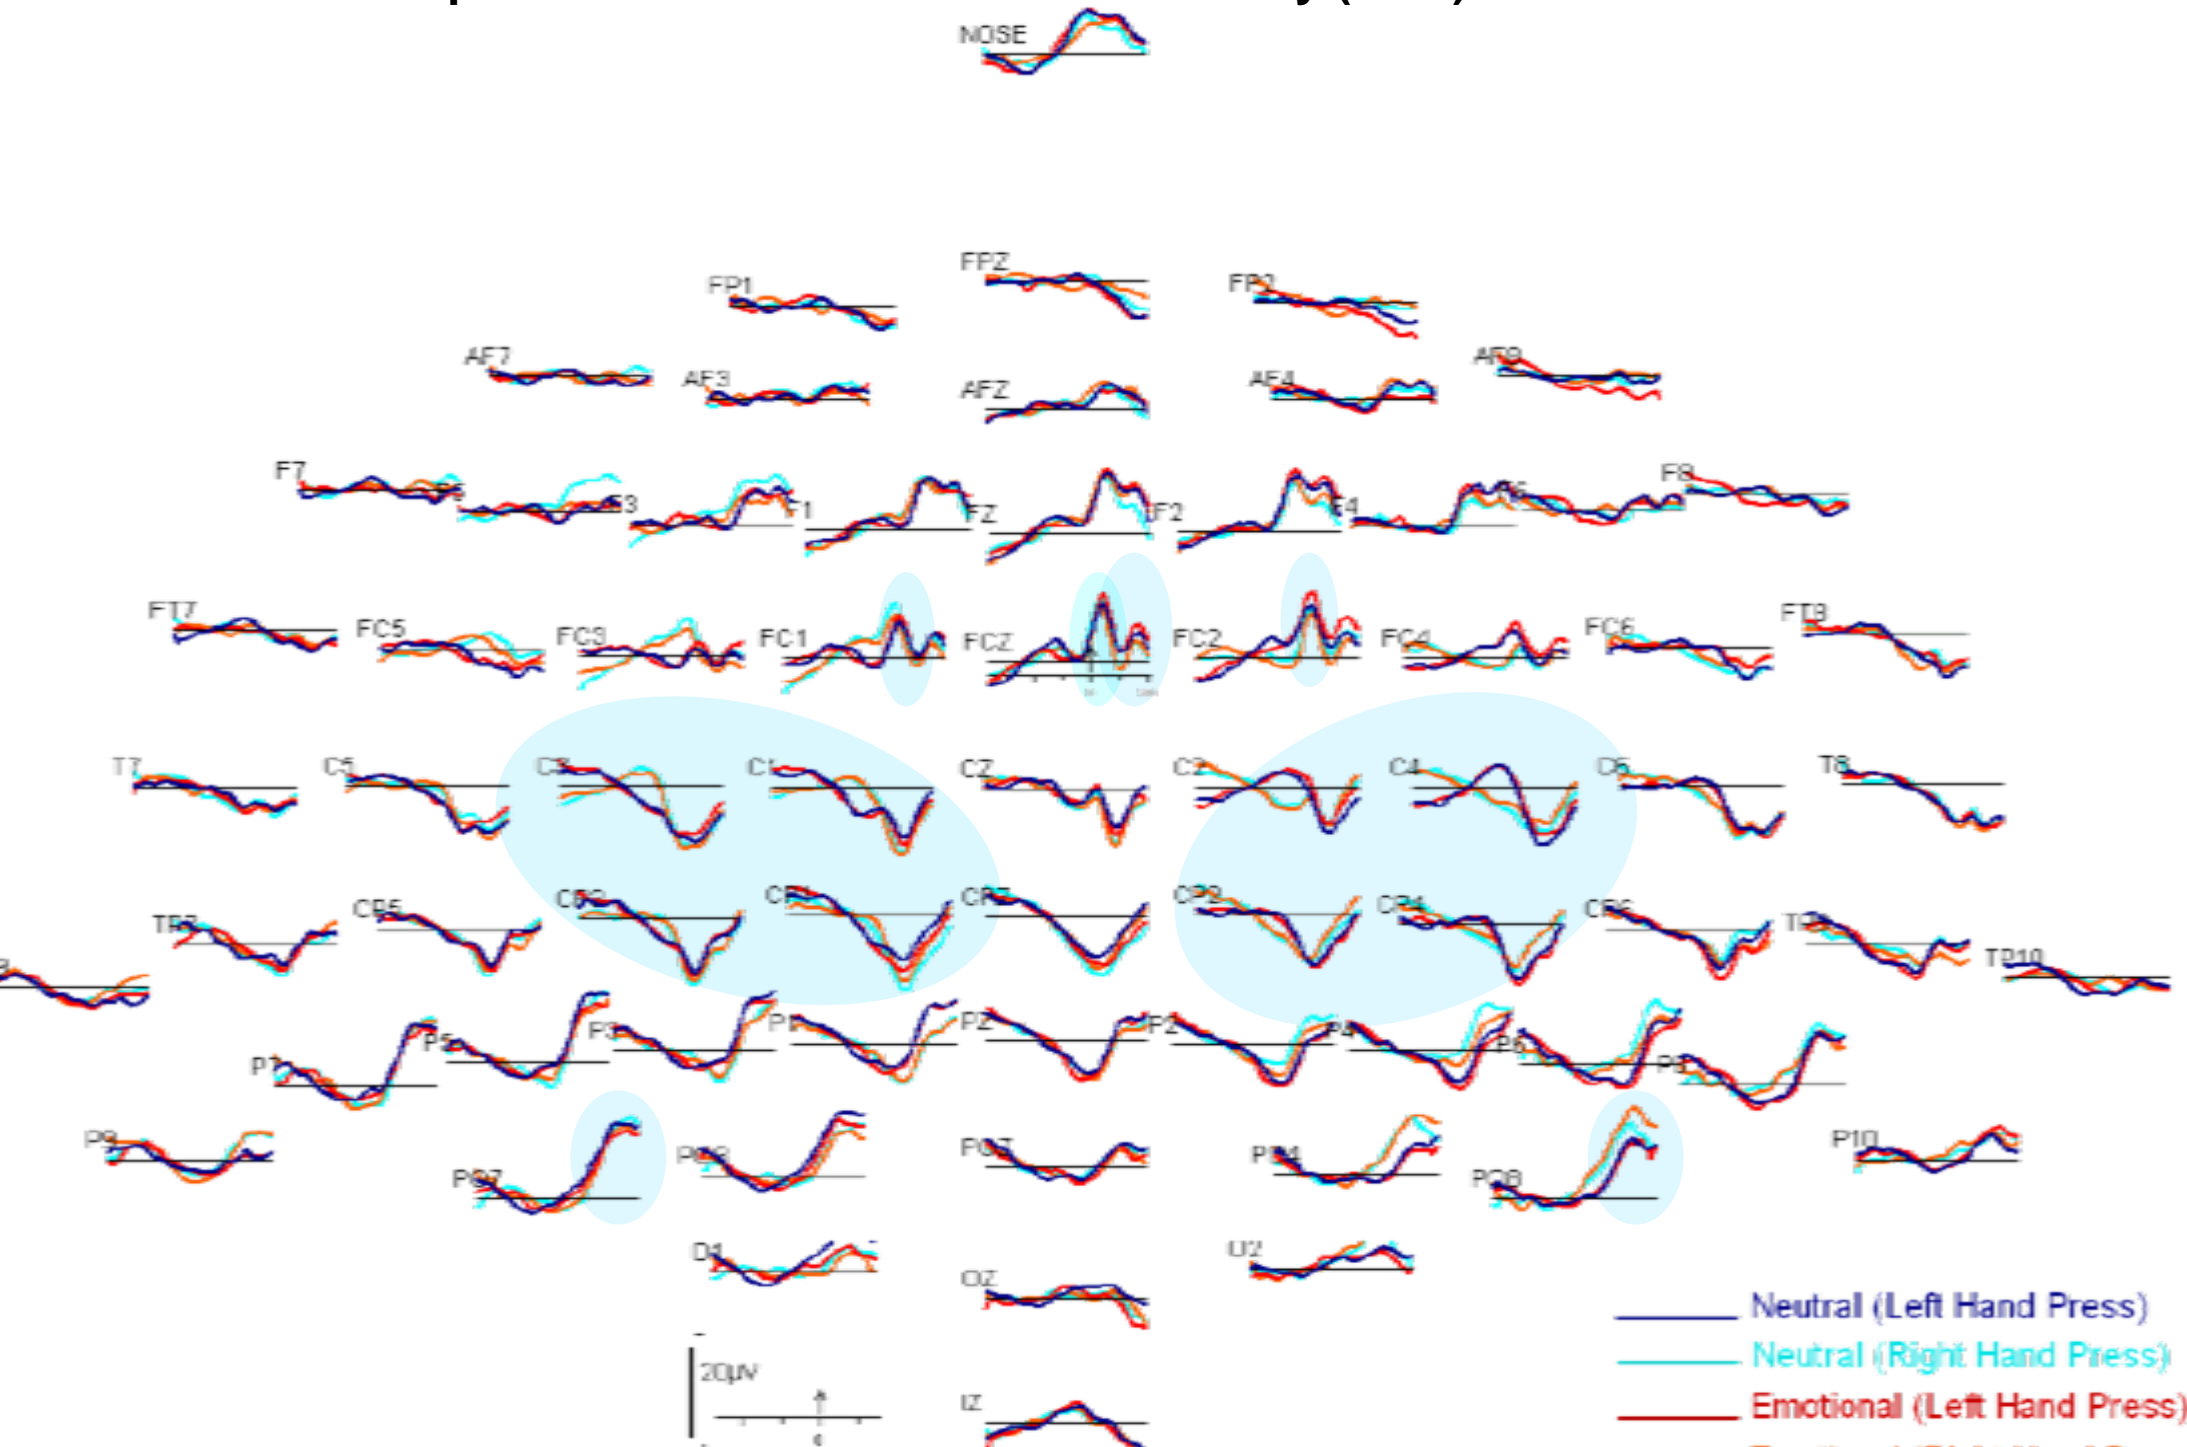 NOSE
FPZ
FP1
FP2
AF7
AF3
AFZ
AF4
F7
F3
F1
FZ
F2
F4
F8
FT7
FC5
FC3
FC1
FCZ
FC2
FC4
FC6
FT8
T7
C5
C3
C1
CZ
C2
C4
C6
T8
TP7
CP5
CP3
CP1
CPZ
CP2
CP4
CP6
TP10
P7
P5
P3
P1
PZ
P2
P4
P6
P9
PO7
PO3
POZ
PO4
PO8
P10
O1
OZ
O2
IZ
20µV
Neutral (Left Hand Press)
Neutral (Right Hand Press)
Emotional (Left Hand Press)